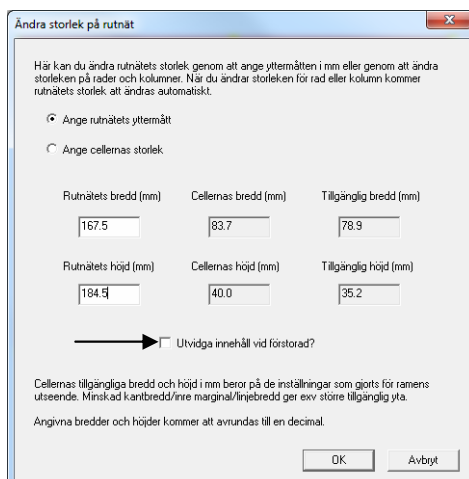 Ändra storlek på rutnät
Här kan du ändra rutnätets storlek genom att ange yttermåtten i mm eller genom att ändra
storleken på rader och kolumner. När du ändrar storleken för rad eller kolumn kommer
rutnätets storlek att ändras automatiskt.
Ange rutnätets yttermått
Ange cellernas storlek
Rutnätets bredd (mm) Cellernas bredd (mm) Tillgänglig bredd (mm)
167.5 83.7 78.9
Rutnätets höjd (mm) Cellernas höjd (mm) Tillgänglig höjd (mm)
184.5 40.0 35.2
Utvidga innehåll vid förstorad?
Cellernas tillgängliga bredd och höjd i mm beror på de inställningar som gjorts för ramens
utseende. Minskad kantbredd/inre marginal/linjebredd ger exv större tillgänglig yta.
Angivna bredder och höjder kommer att avrundas till en decimal.
OK Avbryt